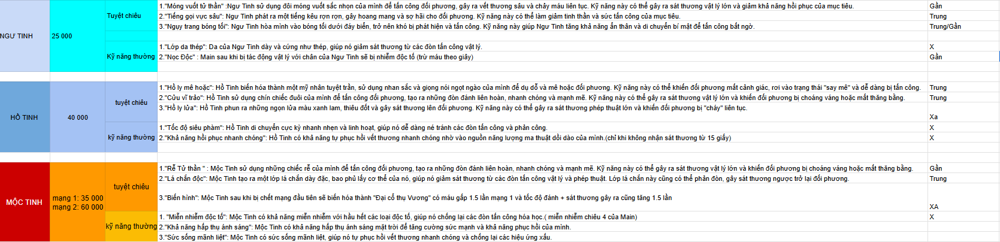 NGƯ TINH
25 000
Tuyệt chiêu
1."Móng vuốt tử thần" :Ngư Tinh sử dụng đôi móng vuốt sắc nhọn của mình để tấn công đối phương, gây ra vết thương sâu và chảy máu liên tục. Kỹ năng này có thể gây ra sát thương vật lý lớn và giảm khả năng hồi phục của mục tiêu.
Gần
2."Tiếng gọi vực sâu": Ngư Tinh phát ra một tiếng kêu rợn rợn, gây hoang mang và sợ hãi cho đối phương. Kỹ năng này có thể làm giảm tinh thần và sức tấn công của mục tiêu.
Trung
3."Ngụy trang bóng tối": Ngư Tinh hòa mình vào bóng tối dưới đáy biển, trở nên khó bị phát hiện và tấn công. Kỹ năng này giúp Ngư Tinh tăng khả năng ẩn thân và di chuyển bí mật để tấn công bất ngờ.
Trung/Gần
Kỹ năng thường
1."Lớp da thép": Da của Ngư Tinh dày và cứng như thép, giúp nó giảm sát thương từ các đòn tấn công vật lý.
X
2."Nọc Độc" : Main sau khi bị tác động vật lý với chân của Ngư Tinh sẽ bị nhiễm độc tố (trừ máu theo giây)
Gần
HỒ TINH
40 000
tuyệt chiêu
1."Hồ ly mê hoặc": Hồ Tinh biến hóa thành một mỹ nhân tuyệt trần, sử dụng nhan sắc và giọng nói ngọt ngào của mình để dụ dỗ và mê hoặc đối phương. Kỹ năng này có thể khiến đối phương mất cảnh giác, rơi vào trạng thái "say mê" và dễ dàng bị tấn công.
Trung
2."Cửu vĩ trảo": Hồ Tinh sử dụng chín chiếc đuôi của mình để tấn công đối phương, tạo ra những đòn đánh liên hoàn, nhanh chóng và mạnh mẽ. Kỹ năng này có thể gây ra sát thương vật lý lớn và khiến đối phương bị choáng váng hoặc mất thăng bằng.
Trung
3."Hồ ly lửa": Hồ Tinh phun ra những ngọn lửa màu xanh lam, thiêu đốt và gây sát thương lên đối phương. Kỹ năng này có thể gây ra sát thương phép thuật lớn và khiến đối phương bị "cháy" liên tục.
Xa
kỹ năng thường
1."Tốc độ siêu phàm": Hồ Tinh di chuyển cực kỳ nhanh nhẹn và linh hoạt, giúp nó dễ dàng né tránh các đòn tấn công và phản công.
X
2."Khả năng hồi phục nhanh chóng": Hồ Tinh có khả năng tự phục hồi vết thương nhanh chóng nhờ vào nguồn năng lượng ma thuật dồi dào của mình.(chỉ khi không nhận sát thương từ 15 giấy)
X
MỘC TINH
mạng 1: 35 000
mạng 2: 60 000
tuyệt chiêu
1."Rễ Tử thần " : Mộc Tinh sử dụng những chiếc rễ của mình để tấn công đối phương, tạo ra những đòn đánh liên hoàn, nhanh chóng và mạnh mẽ. Kỹ năng này có thể gây ra sát thương vật lý lớn và khiến đối phương bị choáng váng hoặc mất thăng bằng.
Gần
2."Lá chắn độc": Mộc Tinh tạo ra một lớp lá chắn dày đặc, bao phủ lấy cơ thể của nó, giúp nó giảm sát thương từ các đòn tấn công vật lý và phép thuật. Lớp lá chắn này cũng có thể phản đòn, gây sát thương ngược trở lại đối phương.
Trung
3."Biến hình": Mộc Tinh sau khi bị chết mạng đầu tiên sẽ biến hóa thành "Đại cổ thụ Vương" có máu gấp 1.5 lần mạng 1 và tốc độ đánh + sát thương gây ra cũng tăng 1.5 lần
XA
kỹ năng thường
1. "Miễn nhiễm độc tố": Mộc Tinh có khả năng miễn nhiễm với hầu hết các loại độc tố, giúp nó chống lại các đòn tấn công hóa học.( miễn nhiễm chiêu 4 của Main)
X
2."Khả năng hấp thụ ánh sáng": Mộc Tinh có khả năng hấp thụ ánh sáng mặt trời để tăng cường sức mạnh và khả năng phục hồi của mình.
3."Sức sống mãnh liệt": Mộc Tinh có sức sống mãnh liệt, giúp nó tự phục hồi vết thương nhanh chóng và chống lại các hiệu ứng xấu.